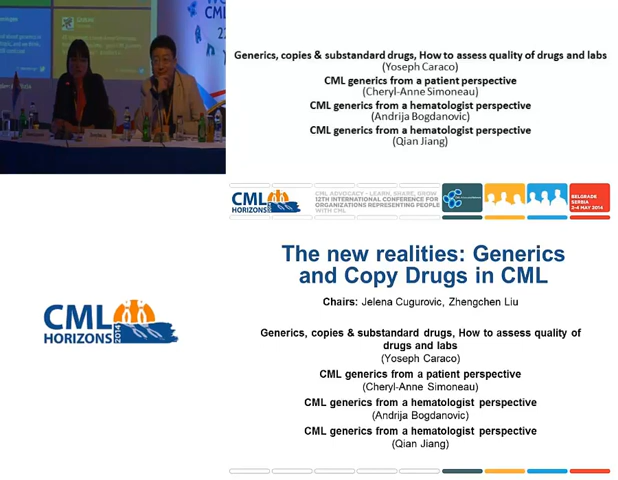 Generics, copies & substandard drugs, How to assess quality of drugs and labs
(Yoseph Caraco)
CML generics from a patient perspective
(Cheryl-Anne Simoneau)
CML generics from a hematologist perspective
(Andrija Bogdanovic)
CML generics from a hematologist perspective
(Qian Jiang)
CML
HORIZONS
CML ADVOCACY - LEARN, SHARE, GROW
12TH INTERNATIONAL CONFERENCE FOR
ORGANIZATIONS REPRESENTING PEOPLE
WITH CML
BELGRADE
SERBIA
2-4 MAY 2014
The new realities: Generics
and Copy Drugs in CML
Chairs: Jelena Cugurovic, Zhengchen Liu
CML
HORIZONS
2014
Generics, copies & substandard drugs, How to assess quality of
drugs and labs
(Yoseph Caraco)
CML generics from a patient perspective
(Cheryl-Anne Simoneau)
CML generics from a hematologist perspective
(Andrija Bogdanovic)
CML generics from a hematologist perspective
(Qian Jiang)